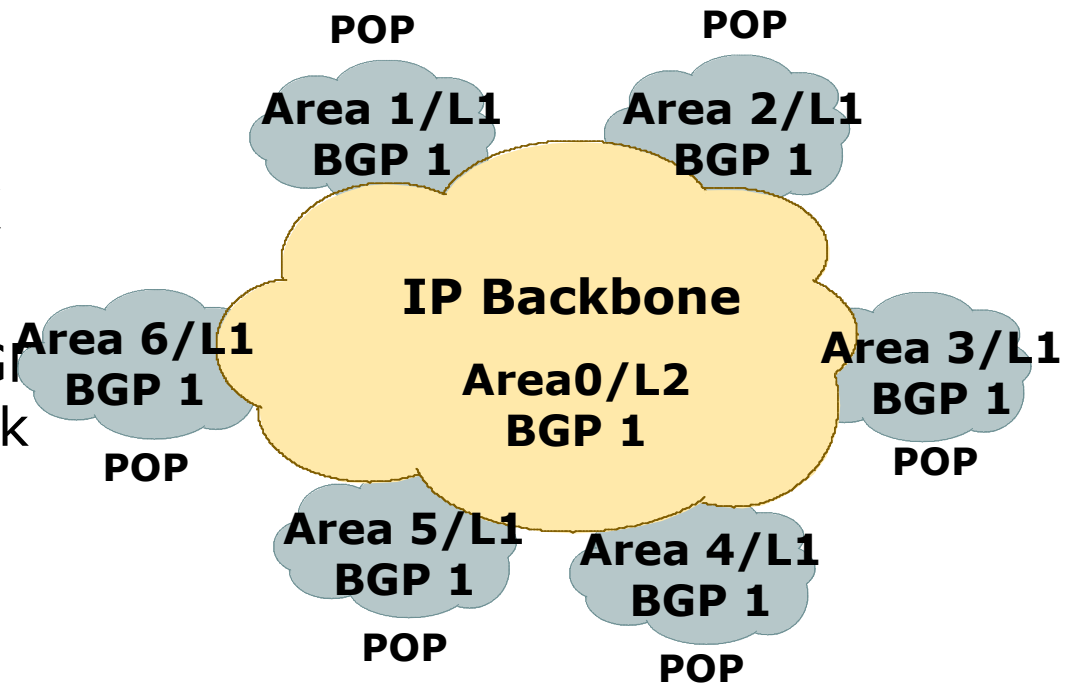 POP
POP
Area 1/L1
BGP 1
Area 2/L1
BGP 1
IP Backbone
Area0/L2
BGP 1
Area 6/L1
BGP 1
POP
Area 3/L1
BGP 1
POP
Area 5/L1
BGP 1
POP
Area 4/L1
BGP 1
POP